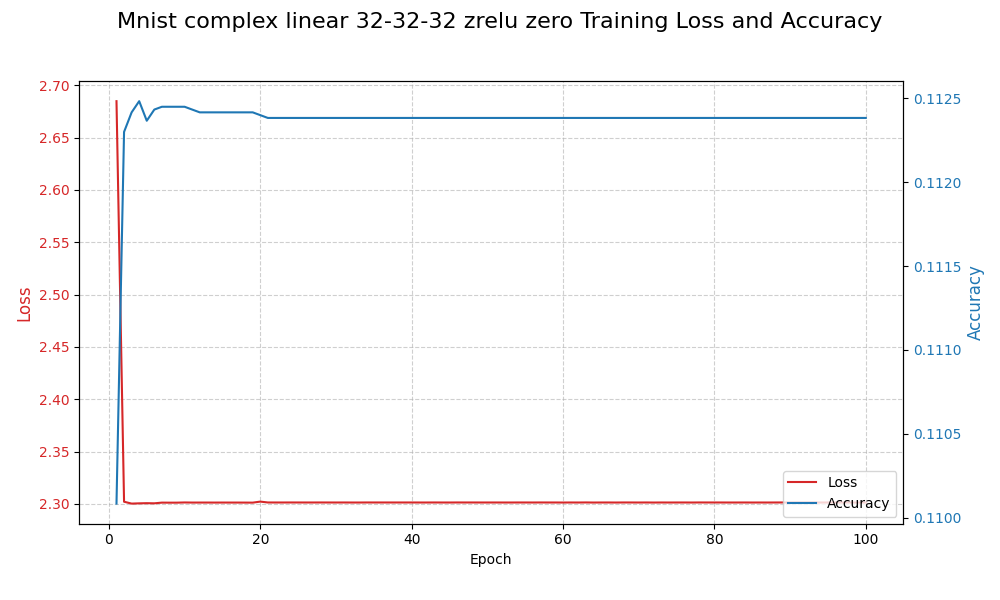 Mnist complex linear 32-32-32 zrelu zero Training Loss and Accuracy
2.70
2.65
2.60
2.55
2.50
2.45
2.40
2.35
2.30
Loss
0.1125
0.1120
0.1115
0.1110
0.1105
0.1100
Accuracy
Loss
Accuracy
0 20 40 60 80 100
Epoch